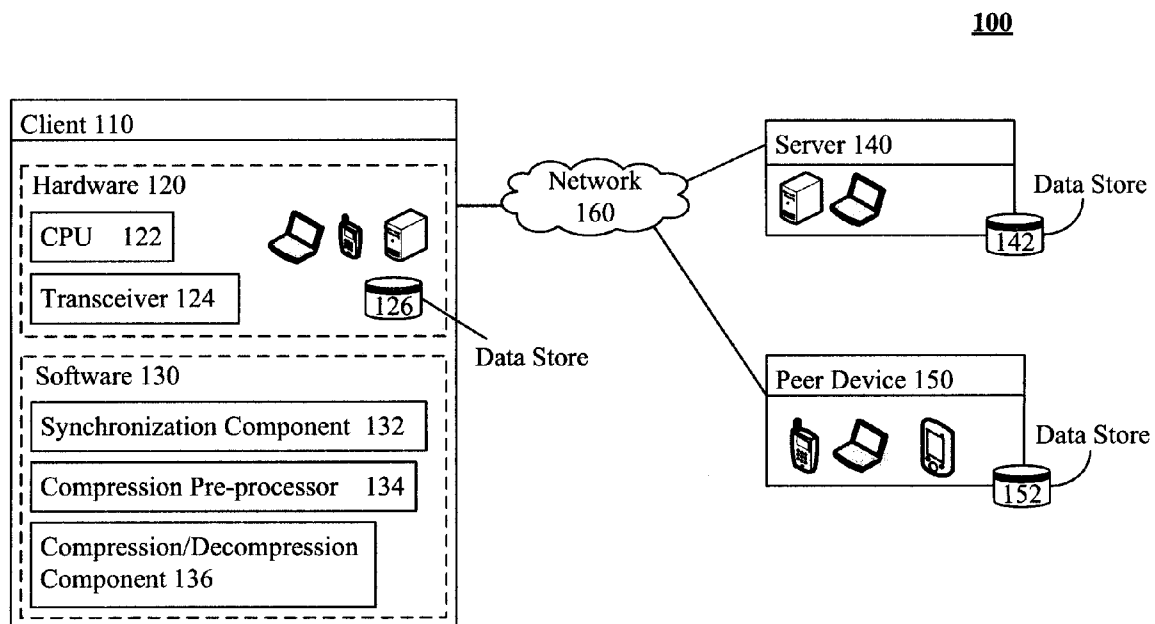 100
Client 110
Hardware 120
CPU 122
Transceiver 124
126
Data Store
Software 130
Synchronization Component 132
Compression Pre-processor 134
Compression/Decompression
Component 136
Network
160
Server 140
Data Store
142
Peer Device 150
Data Store
152